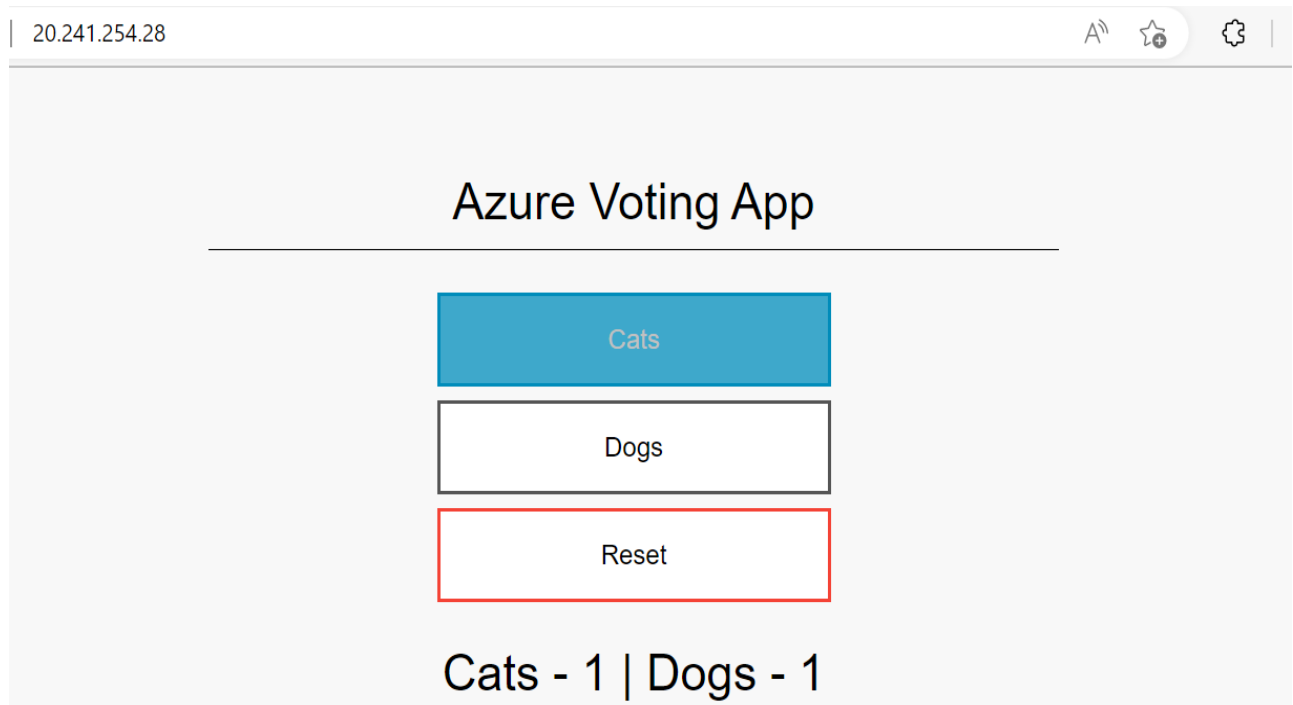 20.241.254.28
Azure Voting App
Cats
Dogs
Reset
Cats - 1 | Dogs - 1